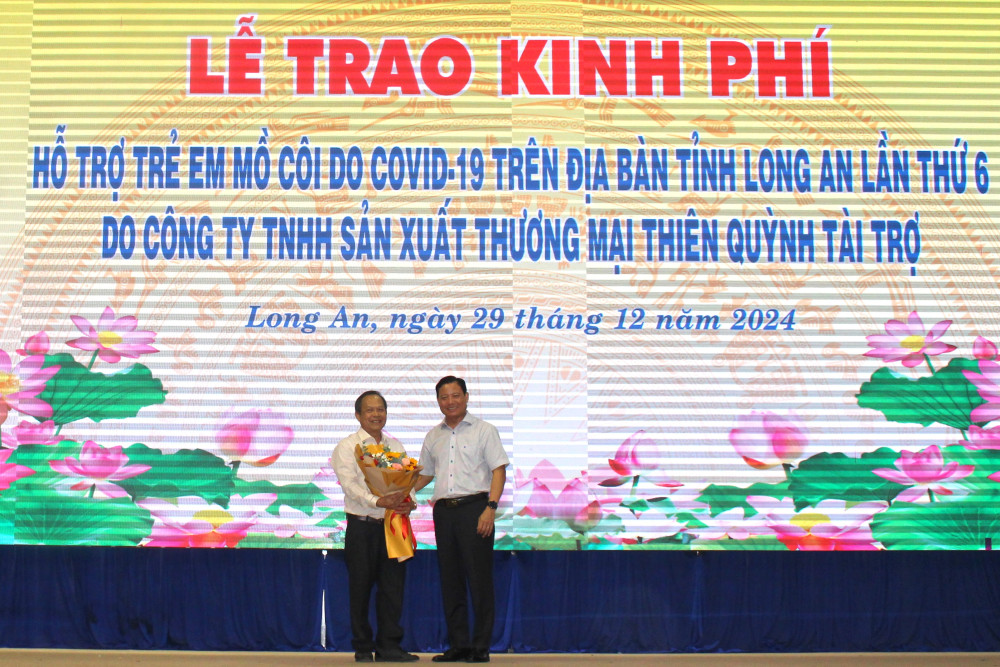 LỄ TRAO KINH PHÍ
HỖ TRỢ TRẺ EM MỒ CÔI DO COVID-19 TRÊN ĐỊA BÀN TỈNH LONG AN LẦN THỨ 6
DO CÔNG TY TNHH SẢN XUẤT THƯƠNG MẠI THIÊN QUỲNH TÀI TRỢ
Long An, ngày 29 tháng 12 năm 2024